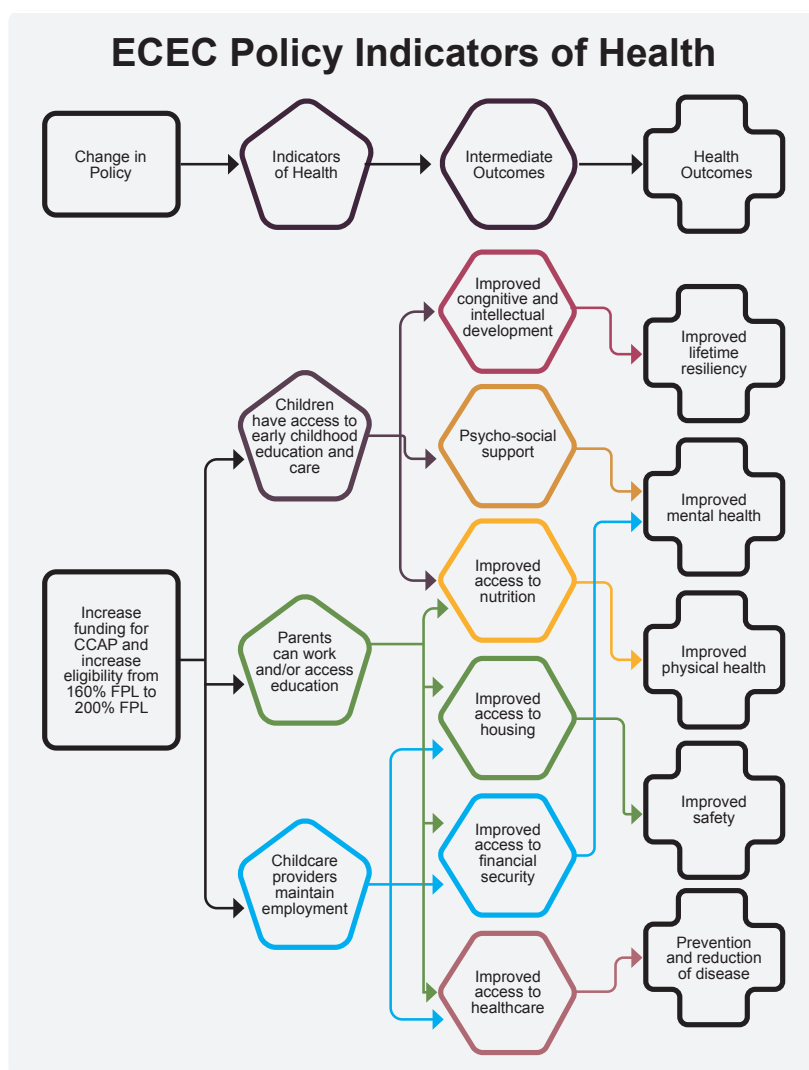 ECEC Policy Indicators of Health
Change in
Policy
Indicators
of Health
Intermediate
Outcomes
Health
Outcomes
Increase
funding for
CCAP and
increase
eligibility from
160% FPL to
200% FPL
Children
have access to
early childhood
education and
care
Parents
can work
and/or access
education
Childcare
providers
maintain
employment
Improved
congnitive and
intellectual
development
Psycho-social
support
Improved
access to
nutrition
Improved
access to
housing
Improved
access to
financial
security
Improved
access to
healthcare
Improved
lifetime
resiliency
Improved
mental health
Improved
physical health
Improved
safety
Prevention
and reduction
of disease